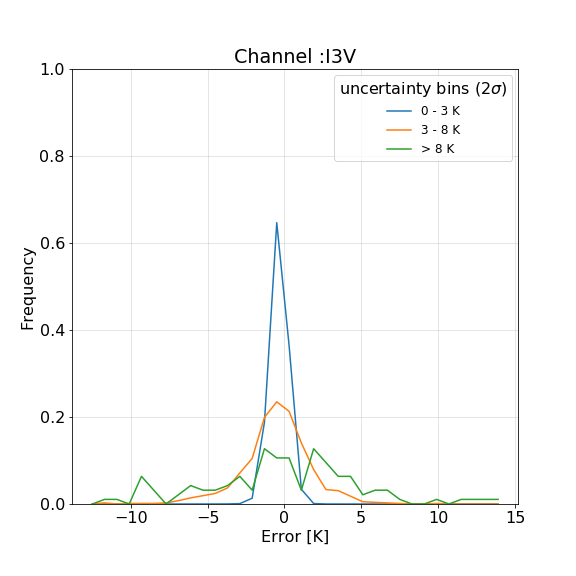 Channel :I3V
uncertainty bins (2σ)
0 - 3 K
3 - 8 K
> 8 K
1.0
0.8
0.6
0.4
0.2
0.0
Frequency
−10
−5
0
5
10
15
Error [K]